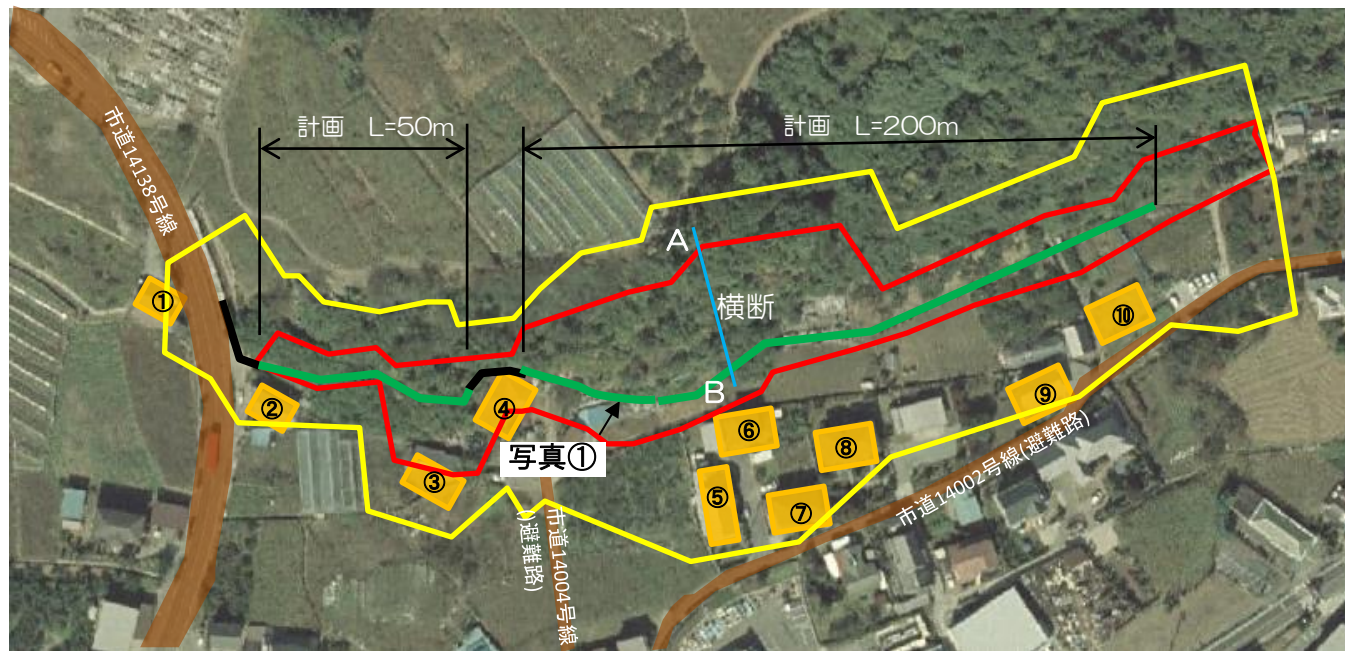 計画 L=50m
計画 L=200m
市道14138号線
A
横断
B
①
②
③
④
⑤
⑥
⑦
⑧
⑨
⑩
写真①
市道14004号線
(避難路)
市道14002号線(避難路)